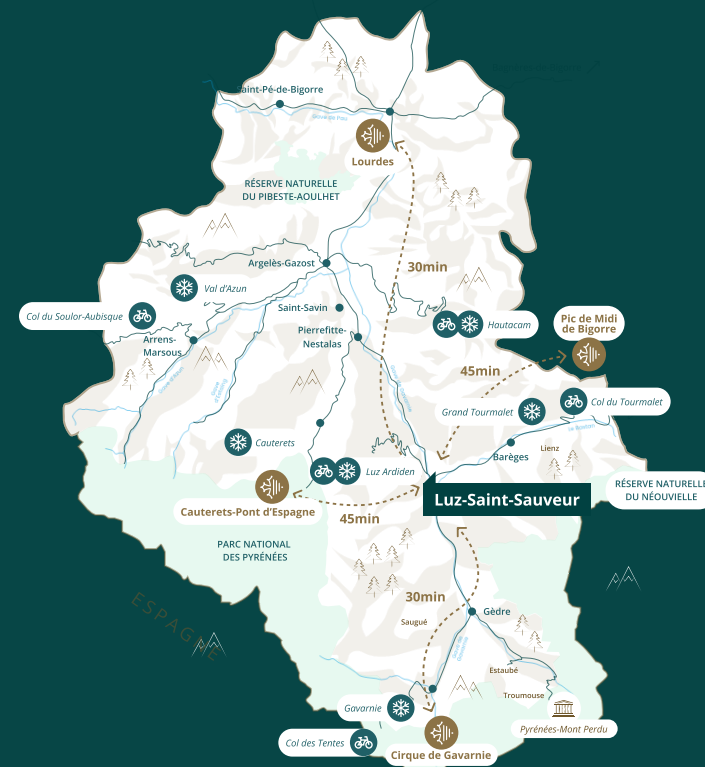 Saint-Pé-de-Bigorre
Lourdes
RÉSERVE NATURELLE
DU PIBESTE-AOULHET
30min
Argelès-Gazost
Val d'Azun
Saint-Savin
Col du Soulor-Aubisque
Pierrefitte-
Nestalas
Hautacam
Pic de Midi
de Bigorre
Arrens-
Marsous
45min
Grand Tourmalet
Col du Tourmalet
Cauterets
Barèges
Lienz
Luz Ardiden
RÉSERVE NATURELLE
DU NÉOUVIELLE
Luz-Saint-Sauveur
Cauterets-Pont d'Espagne
45min
PARC NATIONAL
DES PYRÉNÉES
ESPAGNE
30min
Gèdre
Saugué
Estaubé
Troumouse
Gavarnie
Pyrénées-Mont Perdu
Col des Tentes
Cirque de Gavarnie